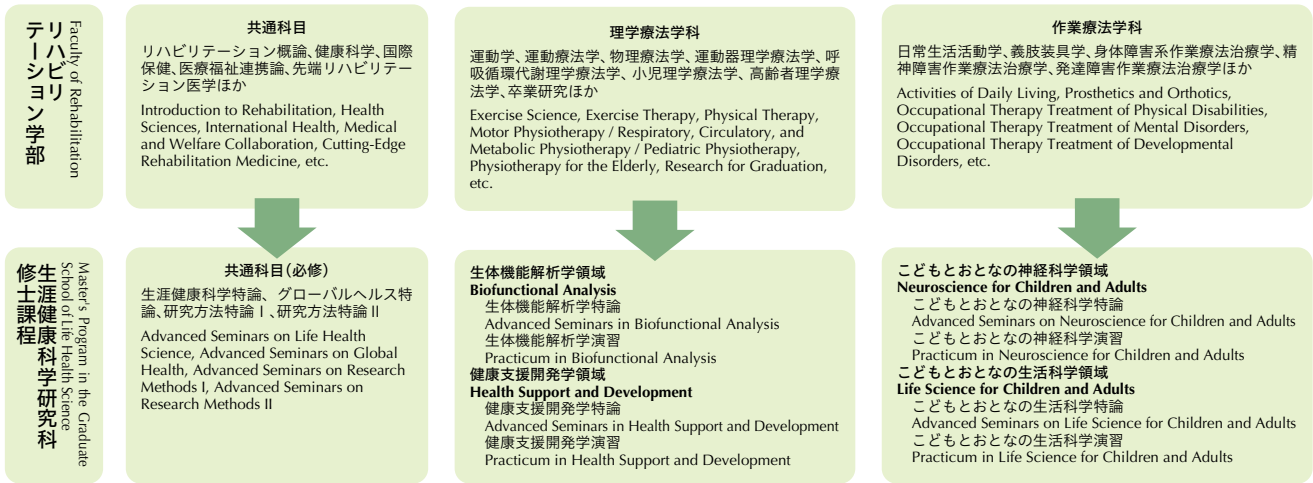 リハビリ
テーション学部
Faculty of Rehabilitation
共通科目
リハビリテーション概論、健康科学、国際
保健、医療福祉連携論、先端リハビリテー
ション医学ほか
Introduction to Rehabilitation, Health
Sciences, International Health, Medical
and Welfare Collaboration, Cutting-Edge
Rehabilitation Medicine, etc.
理学療法学科
運動学、運動療法学、物理療法学、運動器理学療法学、呼
吸循環代謝理学療法学、小児理学療法学、高齢者理学療
法学、卒業研究ほか
Exercise Science, Exercise Therapy, Physical Therapy,
Motor Physiotherapy / Respiratory, Circulatory, and
Metabolic Physiotherapy / Pediatric Physiotherapy,
Physiotherapy for the Elderly, Research for Graduation,
etc.
作業療法学科
日常生活活動学、義肢装具学、身体障害系作業療法治療学、精
神障害作業療法治療学、発達障害作業療法治療学ほか
Activities of Daily Living, Prosthetics and Orthotics,
Occupational Therapy Treatment of Physical Disabilities,
Occupational Therapy Treatment of Mental Disorders,
Occupational Therapy Treatment of Developmental
Disorders, etc.
生涯健康科学研究科
修士課程
Master's Program in the Graduate
School of Life Health Science
共通科目(必修)
生涯健康科学特論、グローバルヘルス特
論、研究方法特論Ⅰ、研究方法特論Ⅱ
Advanced Seminars on Life Health
Science, Advanced Seminars on Global
Health, Advanced Seminars on Research
Methods I, Advanced Seminars on
Research Methods II
生体機能解析学領域
Biofunctional Analysis
生体機能解析学特論
Advanced Seminars in Biofunctional Analysis
生体機能解析学演習
Practicum in Biofunctional Analysis
健康支援開発学領域
Health Support and Development
健康支援開発学特論
Advanced Seminars in Health Support and Development
健康支援開発学演習
Practicum in Health Support and Development
こどもとおとなの神経科学領域
Neuroscience for Children and Adults
こどもとおとなの神経科学特論
Advanced Seminars on Neuroscience for Children and Adults
こどもとおとなの神経科学演習
Practicum in Neuroscience for Children and Adults
こどもとおとなの生活科学領域
Life Science for Children and Adults
こどもとおとなの生活科学特論
Advanced Seminars on Life Science for Children and Adults
こどもとおとなの生活科学演習
Practicum in Life Science for Children and Adults